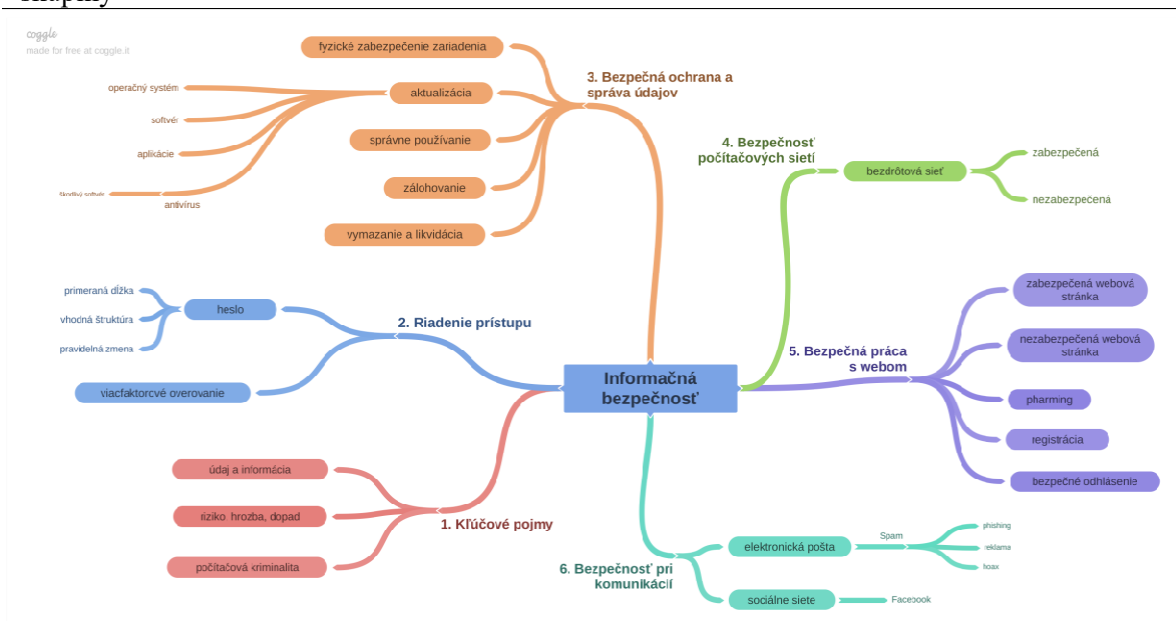 coggle
made for free at coggle.it
fyzické zabezpečenie zariadenia
3. Bezpečná ochrana a
správa údajov
operačný systém
aktualizácia
softvér
aplikácie
správne používanie
škodlivý softvér
antivírus
zálohovanie
vymazanie a likvidácia
4. Bezpečnosť
počítačových sietí
bezdrôtová sieť
zabezpečená
nezabezpečená
primeraná dĺžka
vhodná štruktúra
pravidelná zmena
heslo
2. Riadenie prístupu
viacfaktorové overovanie
Informačná
bezpečnosť
5. Bezpečná práca
s webom
zabezpečená webová
stránka
nezabezpečená webová
stránka
pharming
registrácia
bezpečné odhlásenie
údaj a informácia
riziko hrozba, dopad
počítačová kriminalita
1. Kľúčové pojmy
6. Bezpečnosť pri
komunikácií
elektronická pošta
Spam
phishing
reklama
hoax
sociálne siete
Facebook